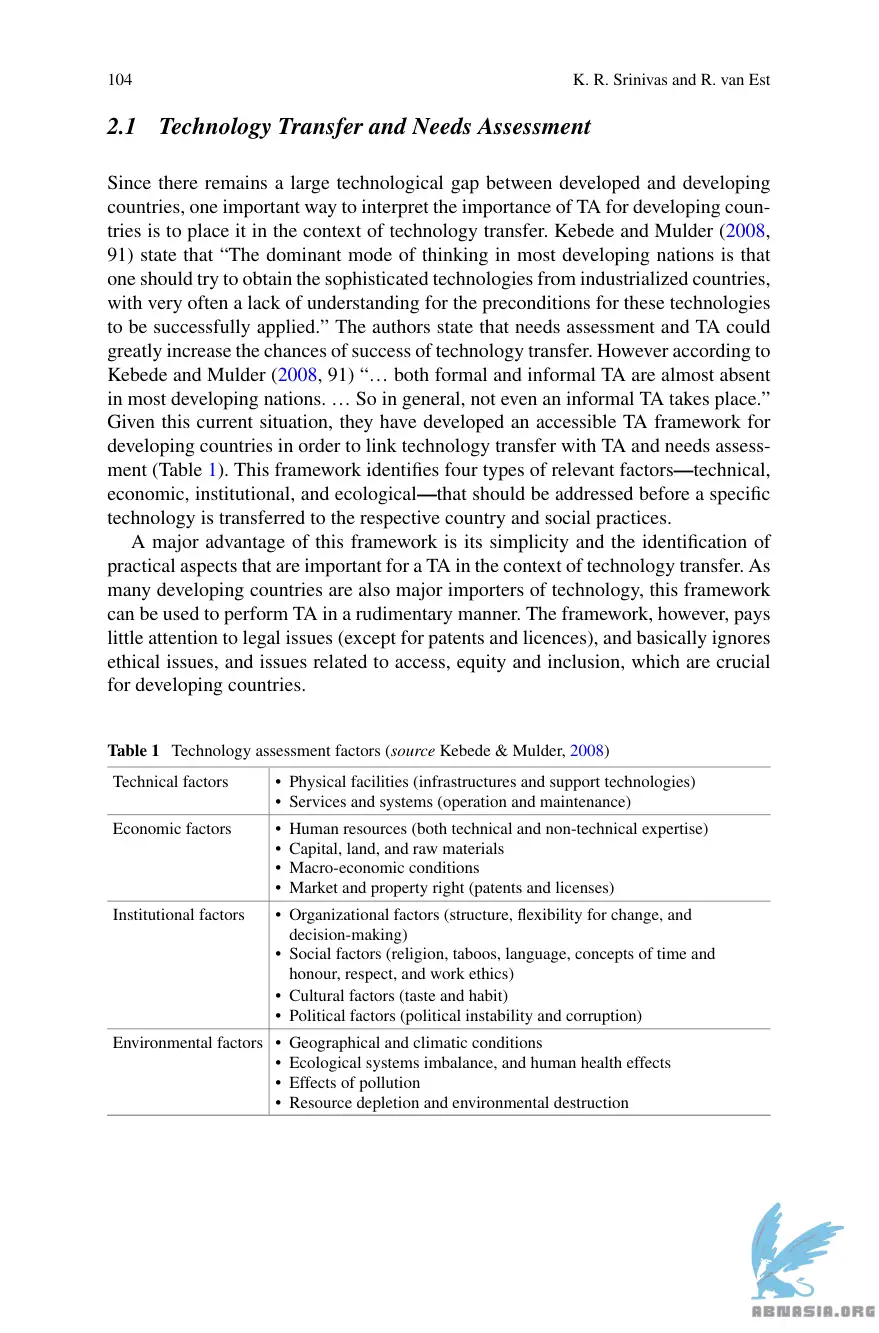 104
K. R. Srinivas and R. van Est
2.1 Technology Transfer and Needs Assessment
Since there remains a large technological gap between developed and developing
countries, one important way to interpret the importance of TA for developing coun-
tries is to place it in the context of technology transfer. Kebede and Mulder (2008,
91) state that “The dominant mode of thinking in most developing nations is that
one should try to obtain the sophisticated technologies from industrialized countries,
with very often a lack of understanding for the preconditions for these technologies
to be successfully applied.” The authors state that needs assessment and TA could
greatly increase the chances of success of technology transfer. However according to
Kebede and Mulder (2008, 91) “… both formal and informal TA are almost absent
in most developing nations. … So in general, not even an informal TA takes place.”
Given this current situation, they have developed an accessible TA framework for
developing countries in order to link technology transfer with TA and needs assess-
ment (Table 1). This framework identifies four types of relevant factors—technical,
economic, institutional, and ecological—that should be addressed before a specific
technology is transferred to the respective country and social practices.
A major advantage of this framework is its simplicity and the identification of
practical aspects that are important for a TA in the context of technology transfer. As
many developing countries are also major importers of technology, this framework
can be used to perform TA in a rudimentary manner. The framework, however, pays
little attention to legal issues (except for patents and licences), and basically ignores
ethical issues, and issues related to access, equity and inclusion, which are crucial
for developing countries.
Table 1 Technology assessment factors (source Kebede & Mulder, 2008)
Technical factors
• Physical facilities (infrastructures and support technologies)
• Services and systems (operation and maintenance)
Economic factors
• Human resources (both technical and non-technical expertise)
• Capital, land, and raw materials
• Macro-economic conditions
• Market and property right (patents and licenses)
Institutional factors
• Organizational factors (structure, flexibility for change, and
decision-making)
• Social factors (religion, taboos, language, concepts of time and
honour, respect, and work ethics)
• Cultural factors (taste and habit)
• Political factors (political instability and corruption)
Environmental factors
• Geographical and climatic conditions
• Ecological systems imbalance, and human health effects
• Effects of pollution
• Resource depletion and environmental destruction
ABNASIA.ORG